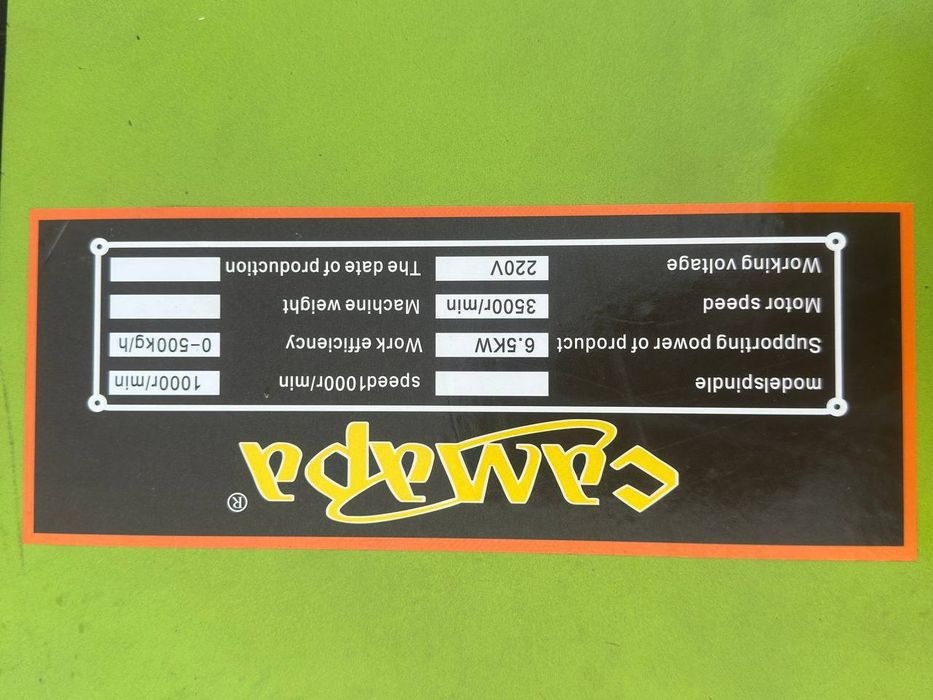 Самара ®
modelspindle speed1000r/min 1000r/min
Supporting power of product 6.5KW Work efficiency 0-500kg/h
Motor speed 3500r/min Machine weight
Working voltage 220V The date of production